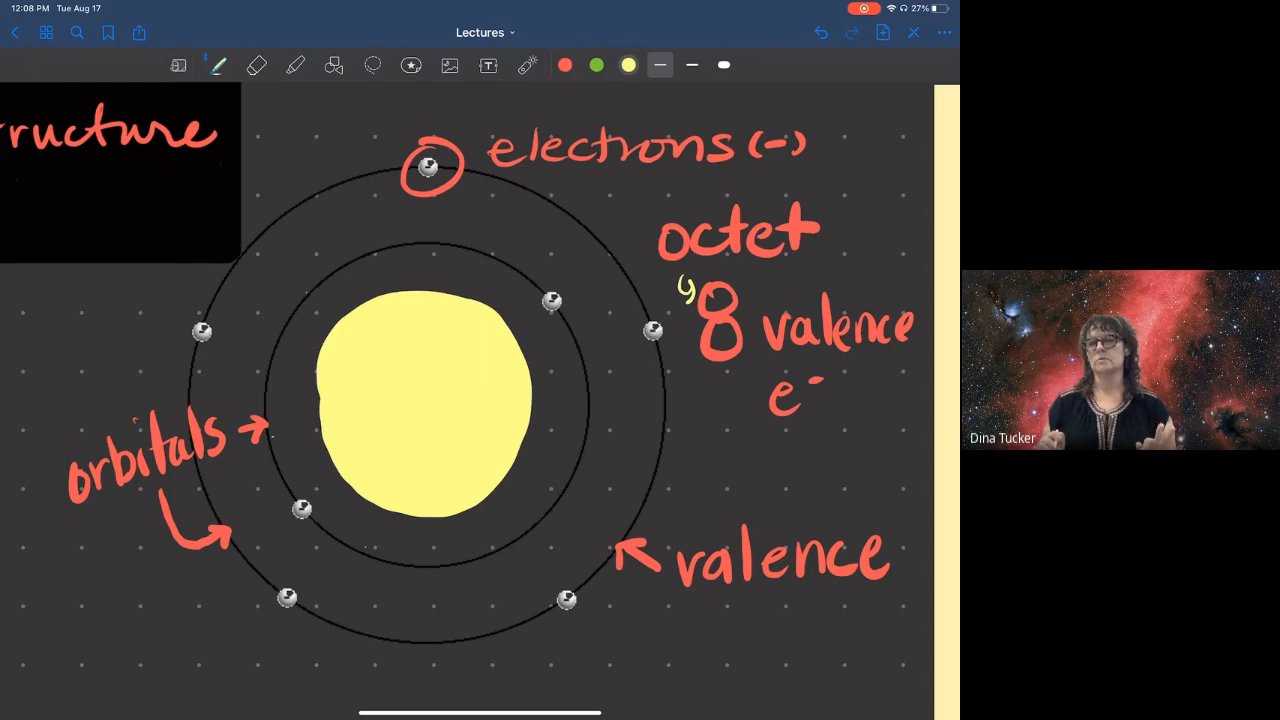 12:08 PM Tue Aug 17
27%
Lectures
T
ructure
electrons (-)
octet
8 valence
e-
orbitals
valence
Dina Tucker